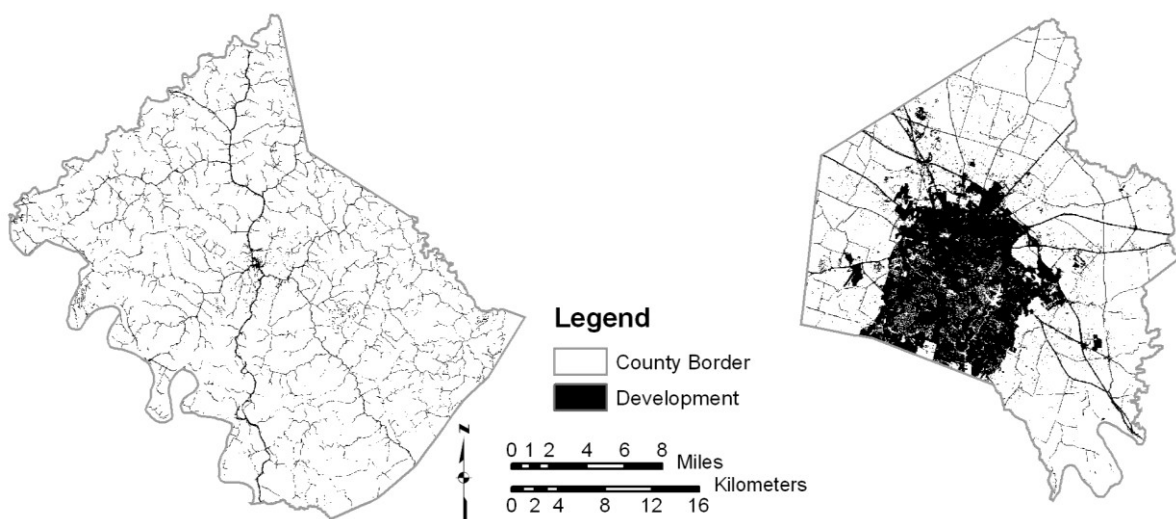 Legend
County Border
Development
N
0 1 2 4 6 8 Miles
Kilometers
0 2 4 8 12 16